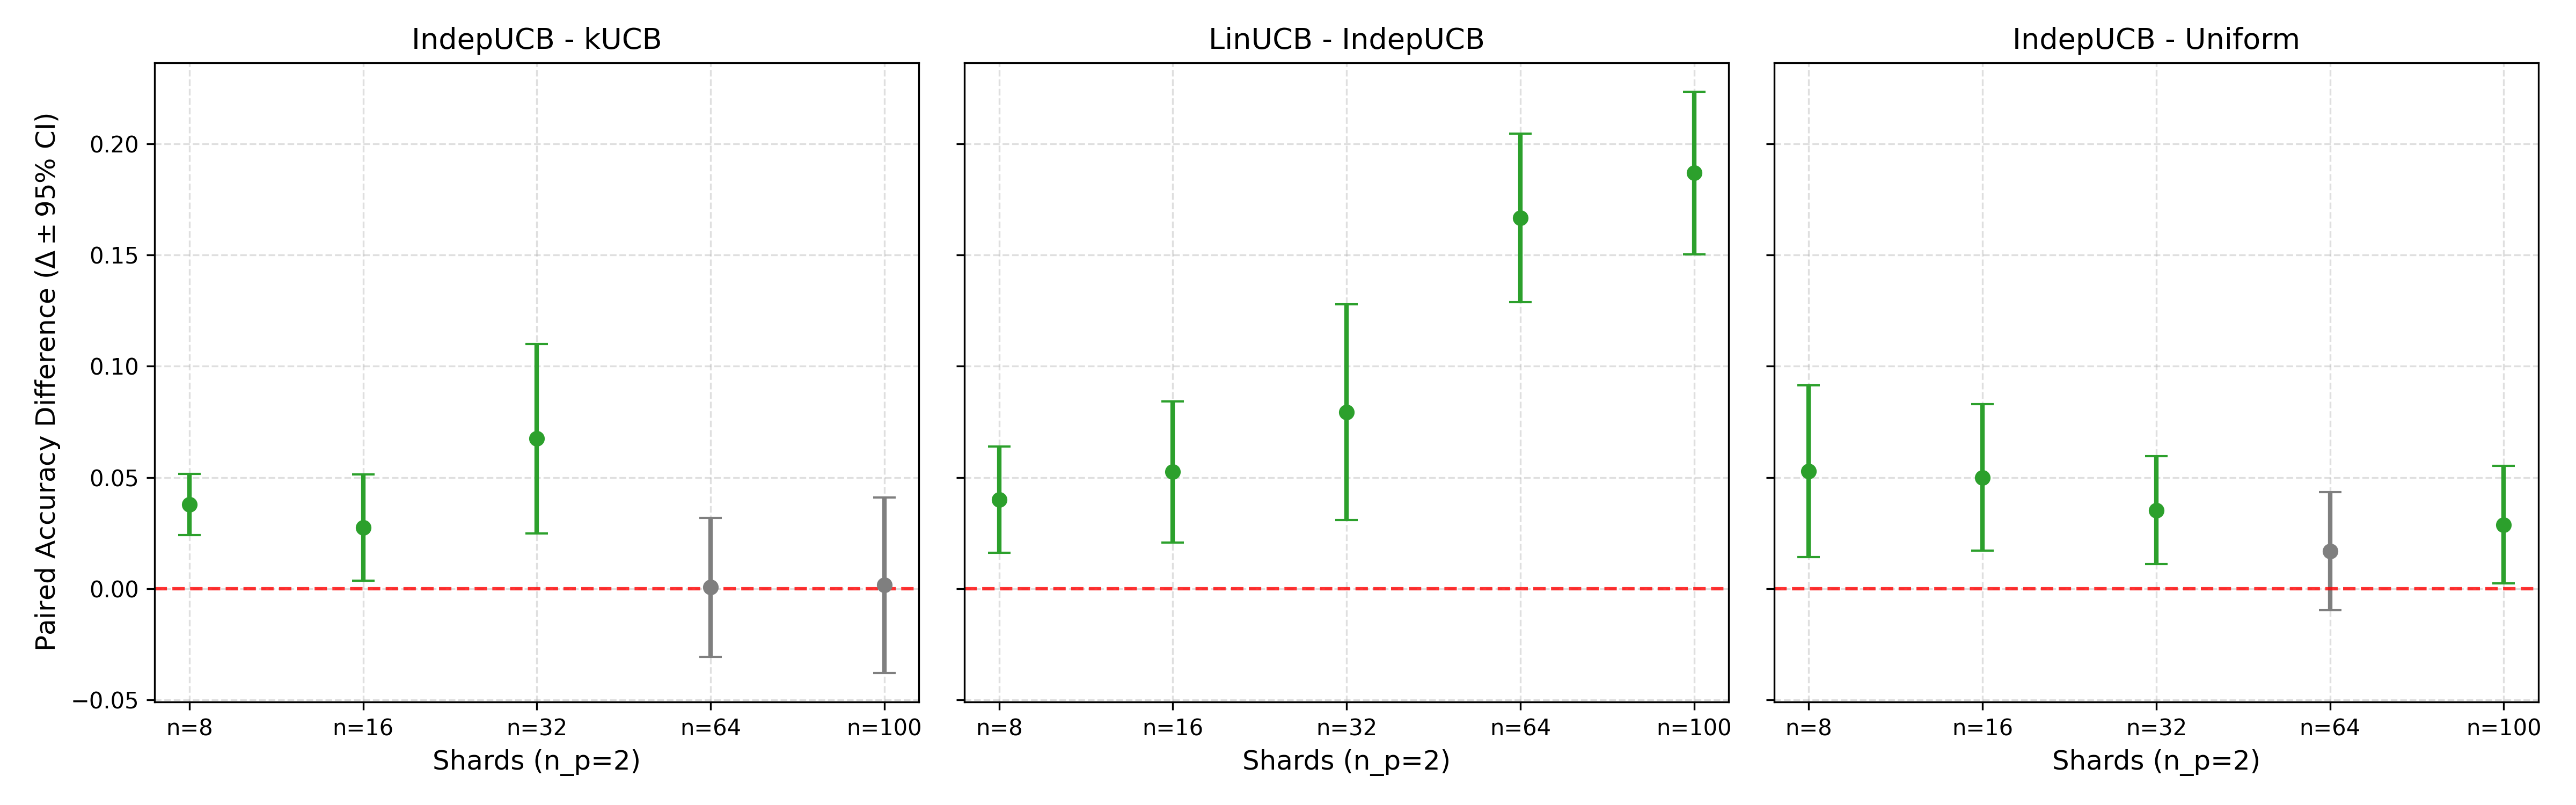 IndepUCB - kUCB
LinUCB - IndepUCB
IndepUCB - Uniform
Paired Accuracy Difference (Δ ± 95% CI)
0.20
0.15
0.10
0.05
0.00
−0.05
n=8 n=16 n=32 n=64 n=100
n=8 n=16 n=32 n=64 n=100
n=8 n=16 n=32 n=64 n=100
Shards (n_p=2)
Shards (n_p=2)
Shards (n_p=2)